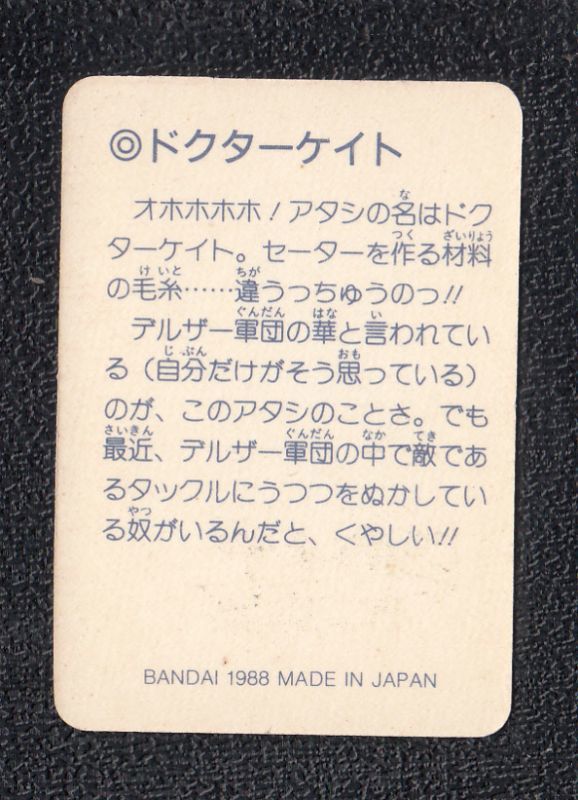 ◎ドクターケイト
オホホホホ！アタシの名はドク
ターケイト。セーターを作る材料
の毛糸……違うっちゅうのっ!!
デルザー軍団の華と言われてい
る（自分だけがそう思っている）
のが、このアタシのことさ。でも
最近、デルザー軍団の中で敵であ
るタックルにうつつをぬかしてい
る奴がいるんだと、くやしい!!
BANDAI 1988 MADE IN JAPAN